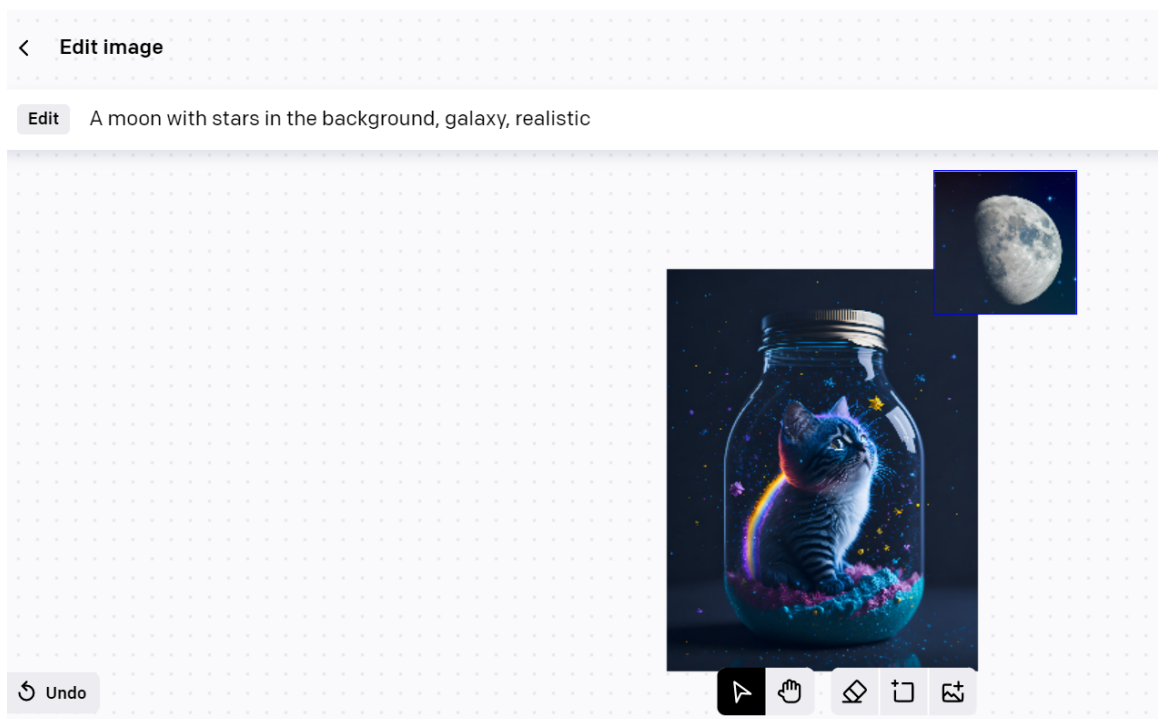 Edit image
Edit A moon with stars in the background, galaxy, realistic
Undo